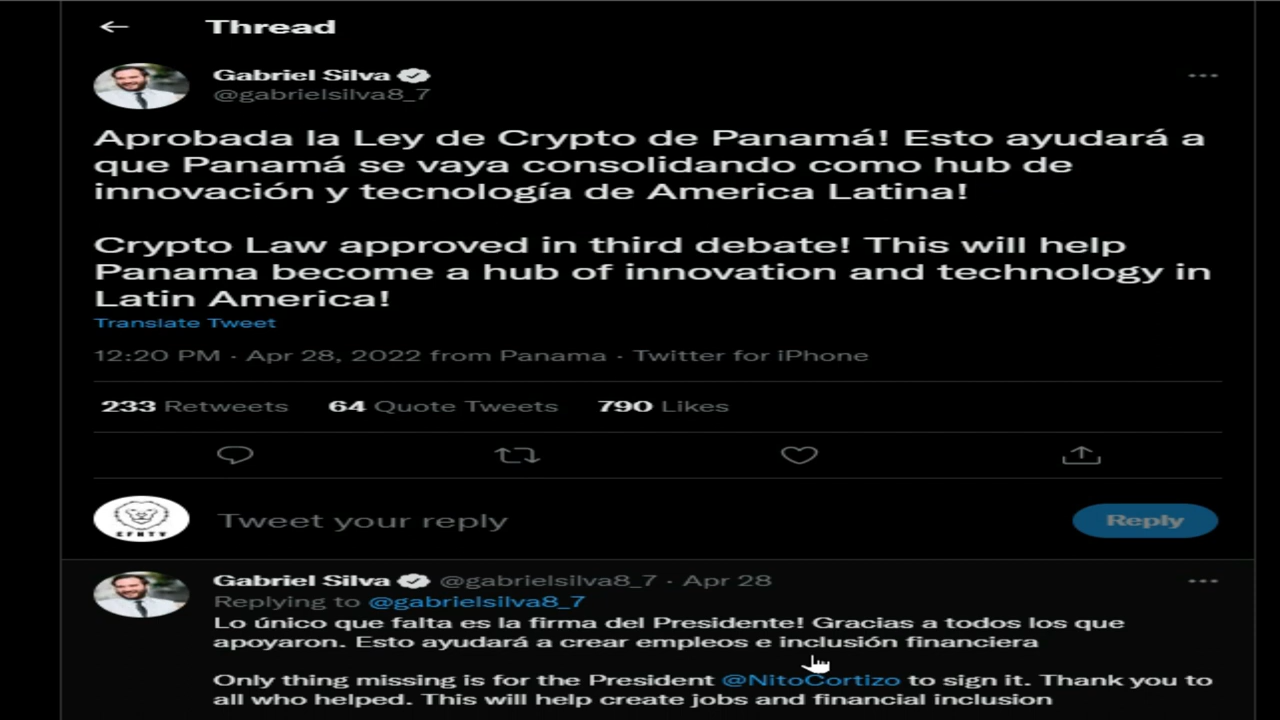 Thread
Gabriel Silva
@gabrielsilva8_7
Aprobada la Ley de Crypto de Panamá! Esto ayudará a
que Panamá se vaya consolidando como hub de
innovación y tecnología de America Latina!
Crypto Law approved in third debate! This will help
Panama become a hub of innovation and technology in
Latin America!
Translate Tweet
12:20 PM · Apr 28, 2022 from Panama · Twitter for iPhone
233 Retweets 64 Quote Tweets 790 Likes
EFHTV
Tweet your reply
Reply
Gabriel Silva @gabrielsilva8_7 · Apr 28
Replying to @gabrielsilva8_7
Lo único que falta es la firma del Presidente! Gracias a todos los que
apoyaron. Esto ayudará a crear empleos e inclusión financiera
Only thing missing is for the President @NitoCortizo to sign it. Thank you to
all who helped. This will help create jobs and financial inclusion